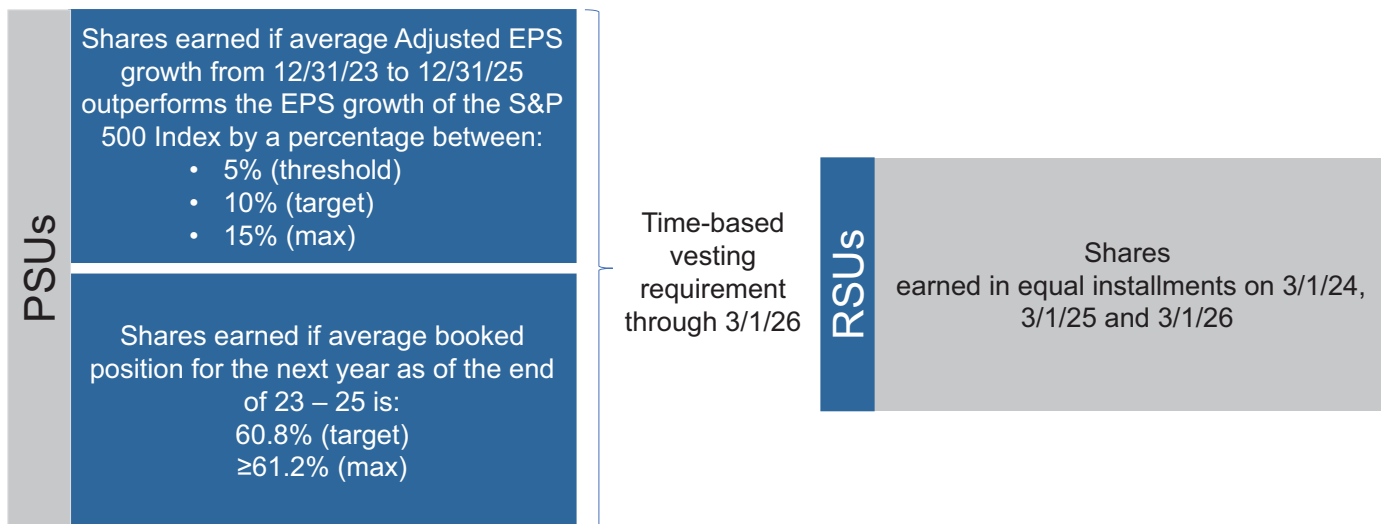 PSUs
Shares earned if average Adjusted EPS
growth from 12/31/23 to 12/31/25
outperforms the EPS growth of the S&P
500 Index by a percentage between:
• 5% (threshold)
• 10% (target)
• 15% (max)
Shares earned if average booked
position for the next year as of the end
of 23 – 25 is:
60.8% (target)
≥61.2% (max)
Time-based
vesting
requirement
through 3/1/26
RSUs
Shares
earned in equal installments on 3/1/24,
3/1/25 and 3/1/26